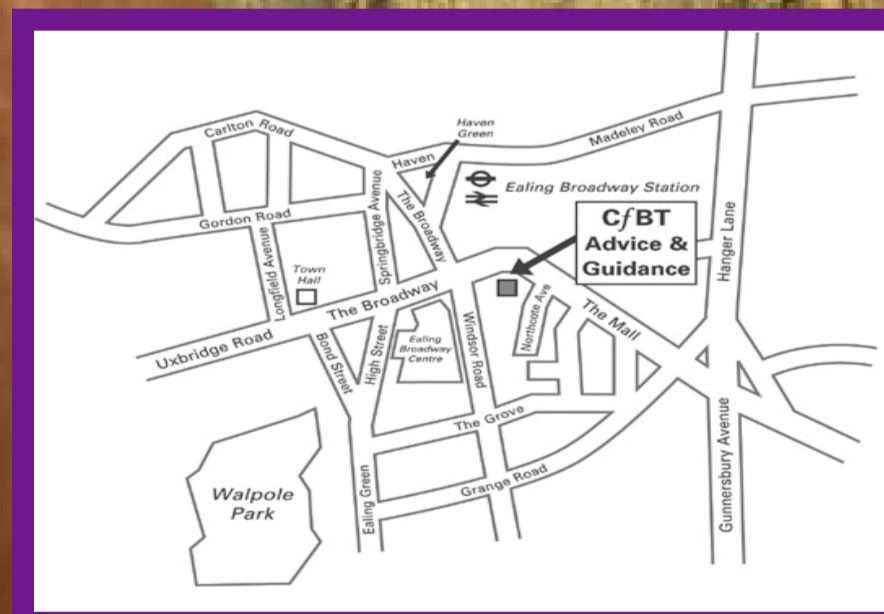 Carlton Road
Haven
Green
Haven
Madeley Road
Ealing Broadway Station
CfBT
Advice &
Guidance
Gordon Road
Springbridge Avenue
The Broadway
Hanger Lane
Longfield Avenue
Town
Hall
The Broadway
Uxbridge Road
Bond Street
High Street
Ealing
Broadway
Centre
Windsor Road
Northcote Ave
The Mall
The Grove
Grange Road
Ealing Green
Walpole
Park
Gunnersbury Avenue